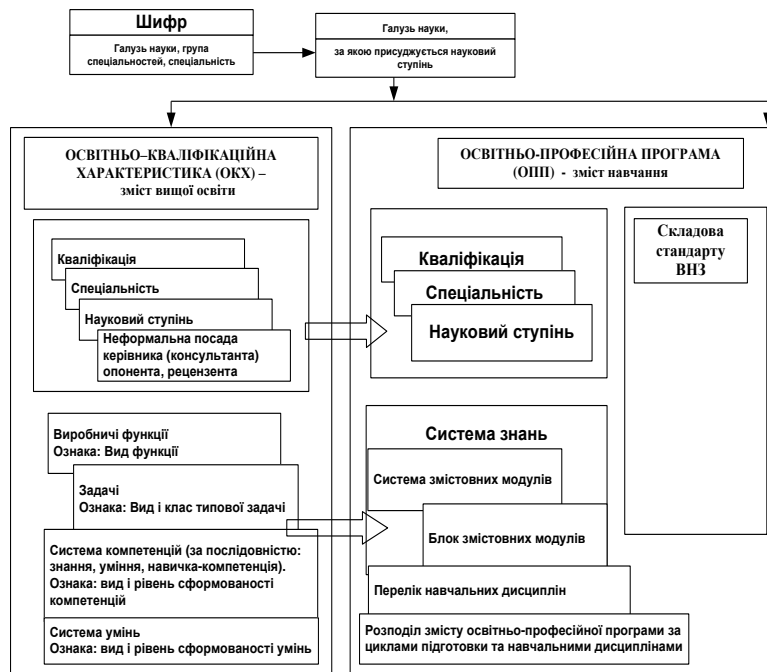 Шифр
Галузь науки, група
спеціальностей, спеціальність
Галузь науки,
за якою присуджується науковий
ступінь
ОСВІТНЬО–КВАЛІФІКАЦІЙНА
ХАРАКТЕРИСТИКА (ОКХ) –
зміст вищої освіти
Кваліфікація
Спеціальність
Науковий ступінь
Неформальна посада
керівника (консультанта)
опонента, рецензента
Виробничі функції
Ознака: Вид функції
Задачі
Ознака: Вид і клас типової задачі
Система компетенцій (за послідовністю:
знання, уміння, навичка-компетенція).
Ознака: вид і рівень сформованості
компетенцій
Система умінь
Ознака: вид і рівень сформованості умінь
ОСВІТНЬО-ПРОФЕСІЙНА ПРОГРАМА
(ОПП)  -  зміст навчання
Кваліфікація
Спеціальність
Науковий ступінь
Система знань
Система змістовних модулів
Блок змістовних модулів
Перелік навчальних дисциплін
Розподіл змісту освітньо-професійної програми за
циклами підготовки та навчальними дисциплінами
Складова
стандарту
ВНЗ